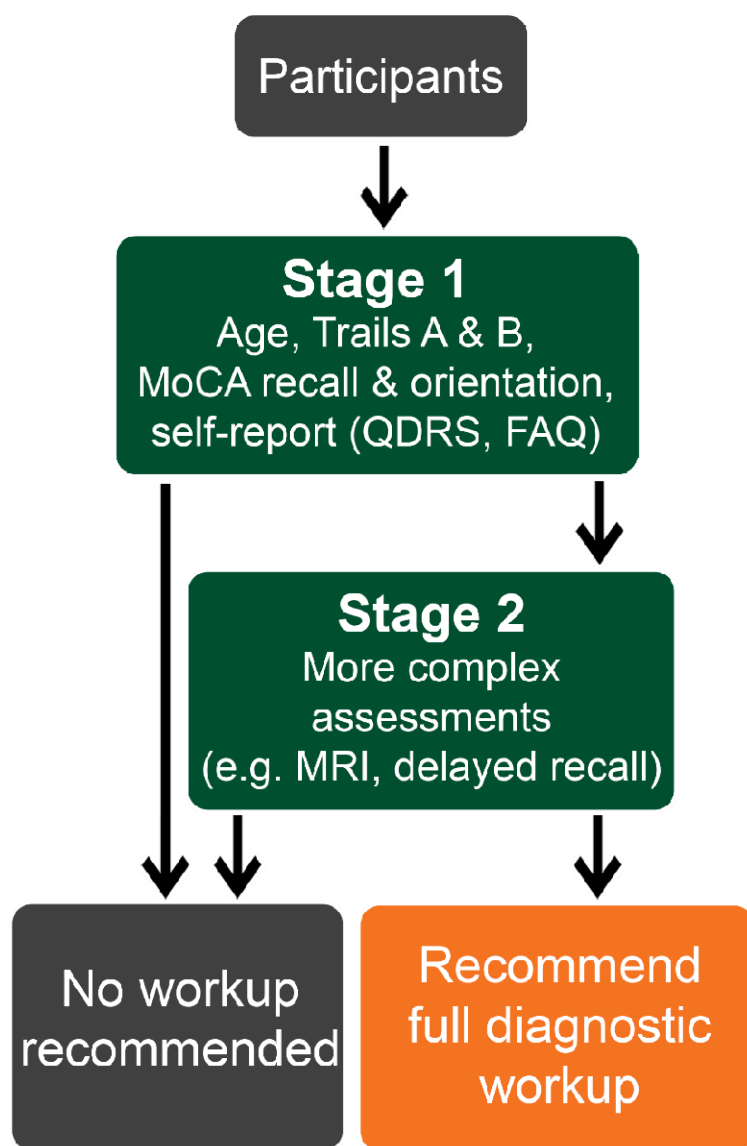 Participants
Stage 1
Age, Trails A & B,
MoCA recall & orientation,
self-report (QDRS, FAQ)
Stage 2
More complex
assessments
(e.g. MRI, delayed recall)
No workup
recommended
Recommend
full diagnostic
workup